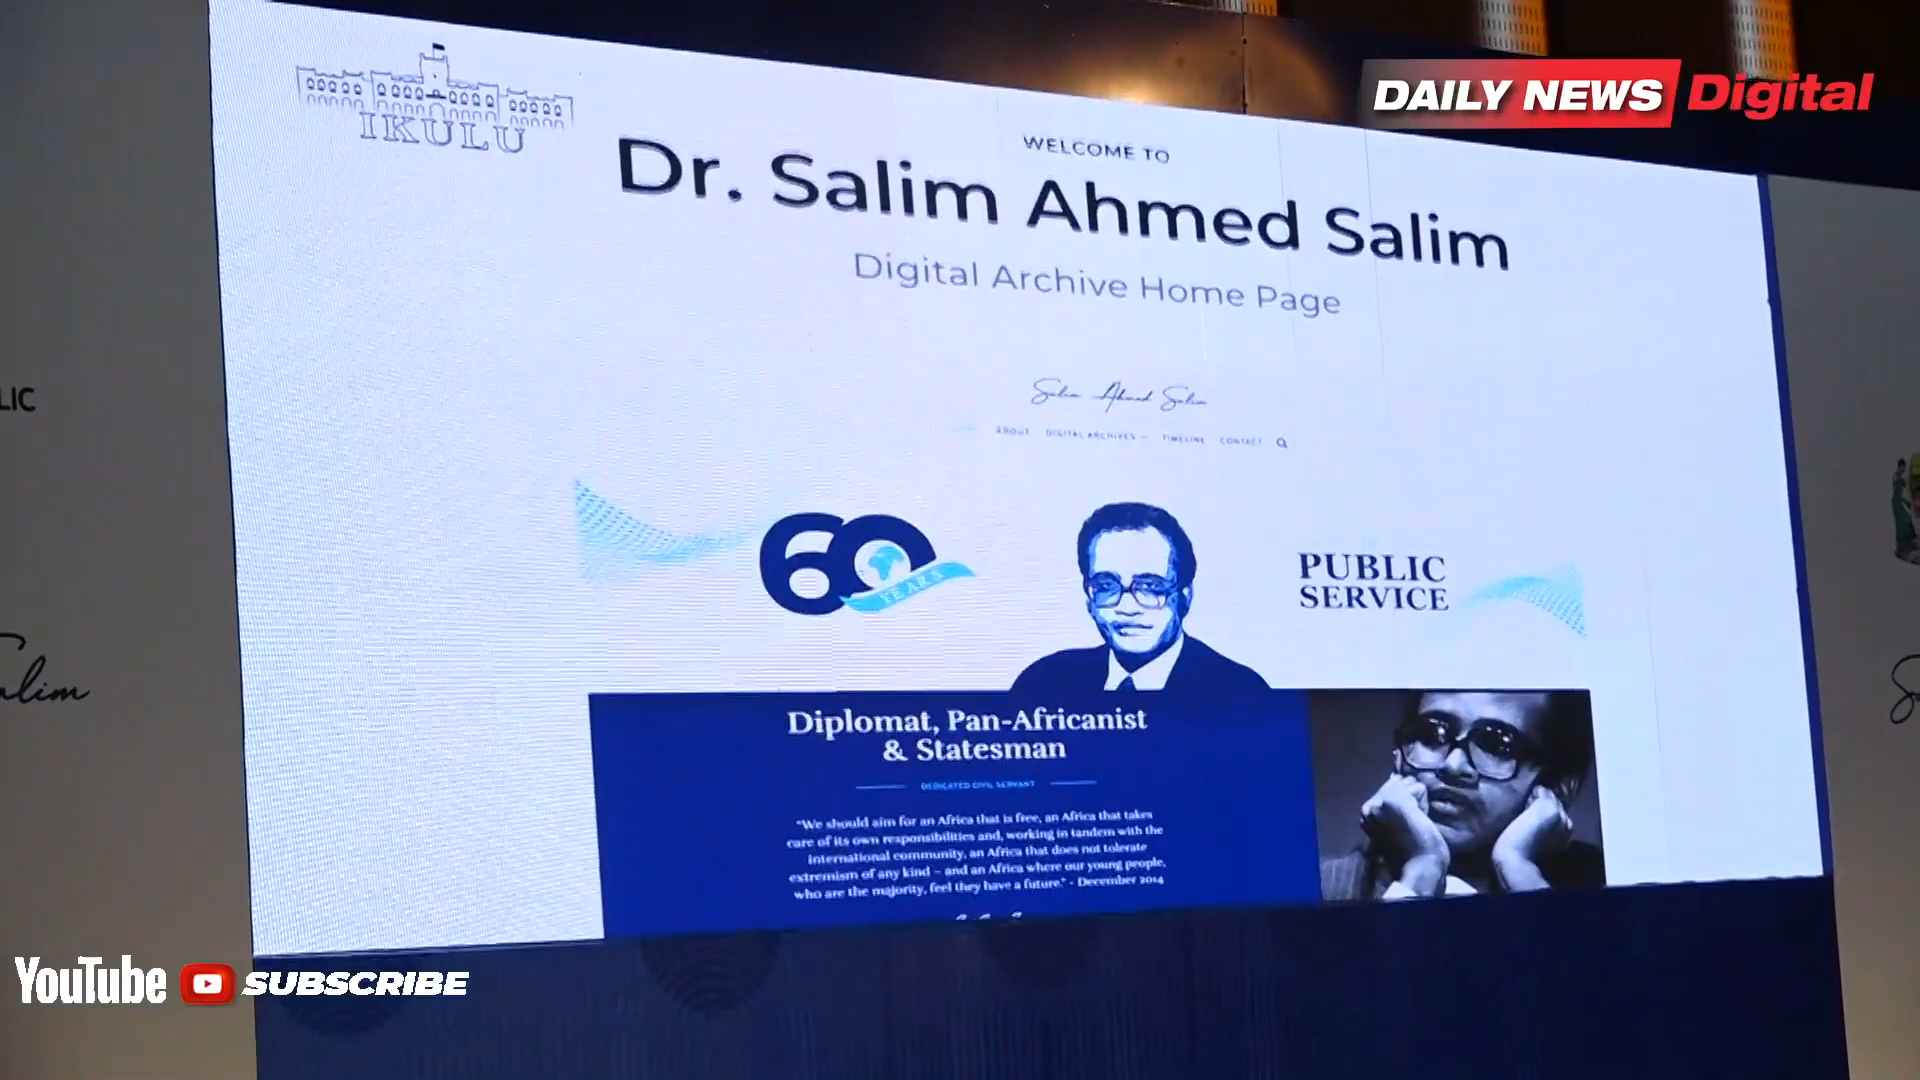 DAILY NEWS Digital
IKULU
WELCOME TO
Dr. Salim Ahmed Salim
Digital Archive Home Page
Salim Ahmed Salim
ABOUT DIGITAL ARCHIVES TIMELINE CONTACT
60
YEARS
PUBLIC
SERVICE
LIC
alim
Diplomat, Pan-Africanist
& Statesman
DEDICATED CIVIL SERVANT
"We should aim for an Africa that is free, an Africa that takes
care of its own responsibilities and, working in tandem with the
international community, an Africa that does not tolerate
extremism of any kind – and an Africa where our young people,
who are the majority, feel they have a future." - December 2014
YouTube SUBSCRIBE